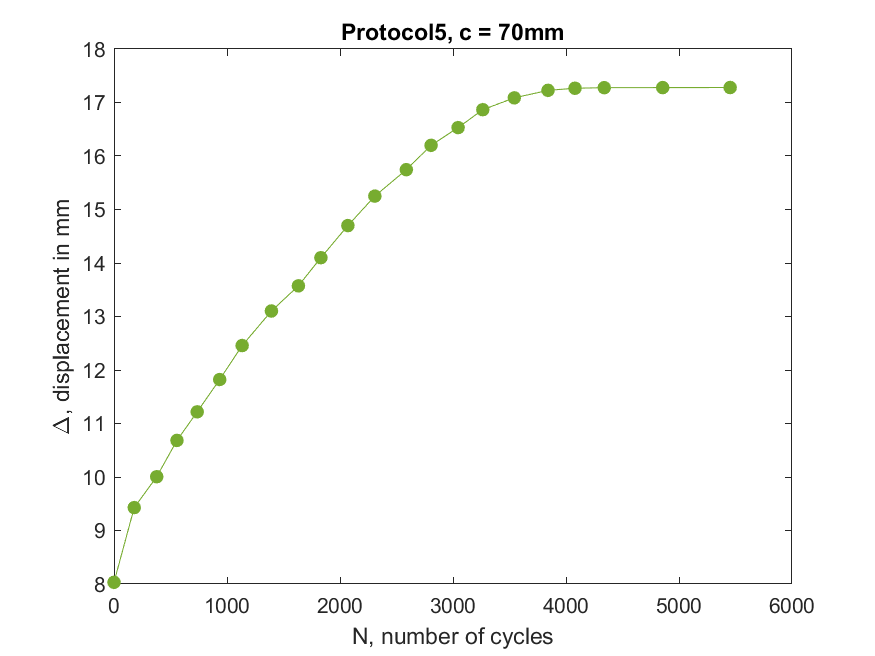 Protocol5, c = 70mm
18
17
16
15
14
13
12
11
10
9
8
Δ, displacement in mm
0 1000 2000 3000 4000 5000 6000
N, number of cycles